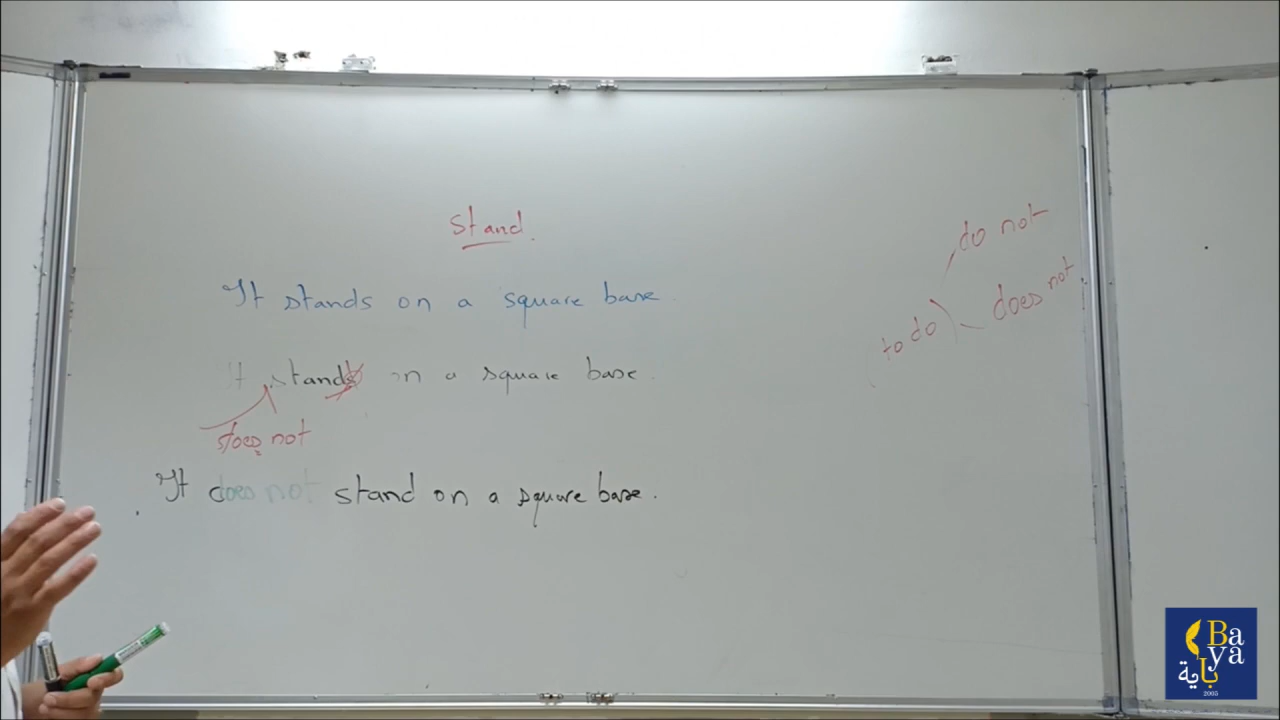 stand.
It stands on a square base.
It stands on a square base.
does not
It does not stand on a square base.
do not
(to do)
does not
Ba
ya
باية
2005